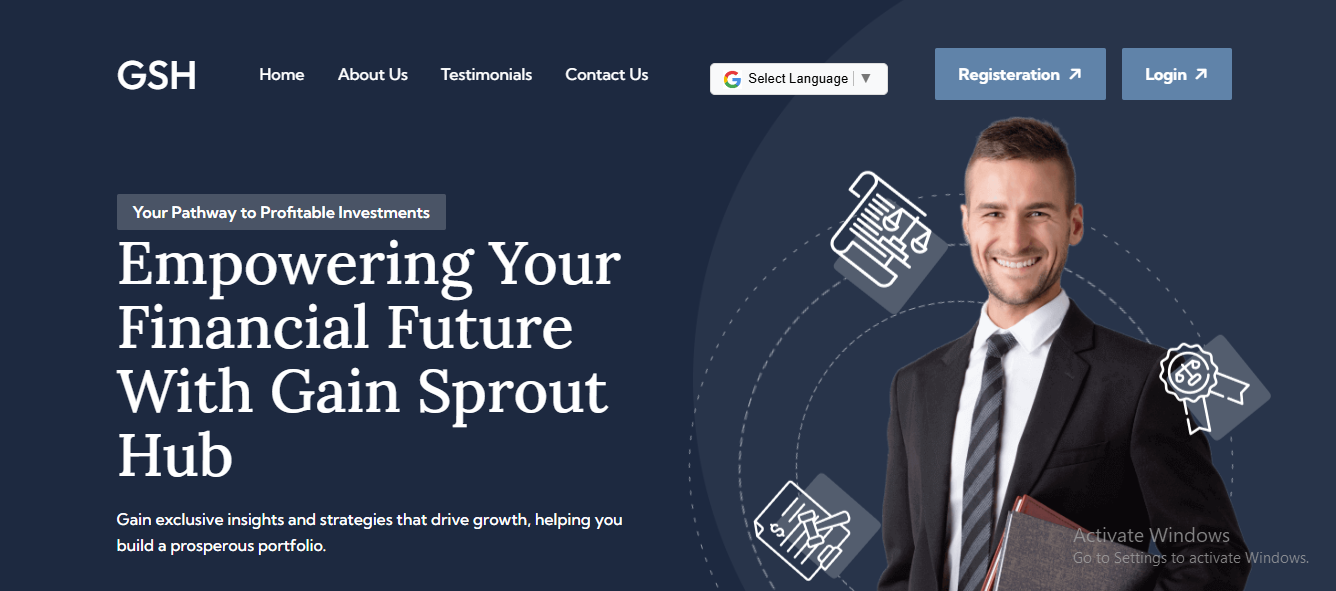 GSH
Home
About Us
Testimonials
Contact Us
Select Language ▼
Registeration
Login
Your Pathway to Profitable Investments
Empowering Your
Financial Future
With Gain Sprout
Hub
Gain exclusive insights and strategies that drive growth, helping you
build a prosperous portfolio.
Activate Windows
Go to Settings to activate Windows.